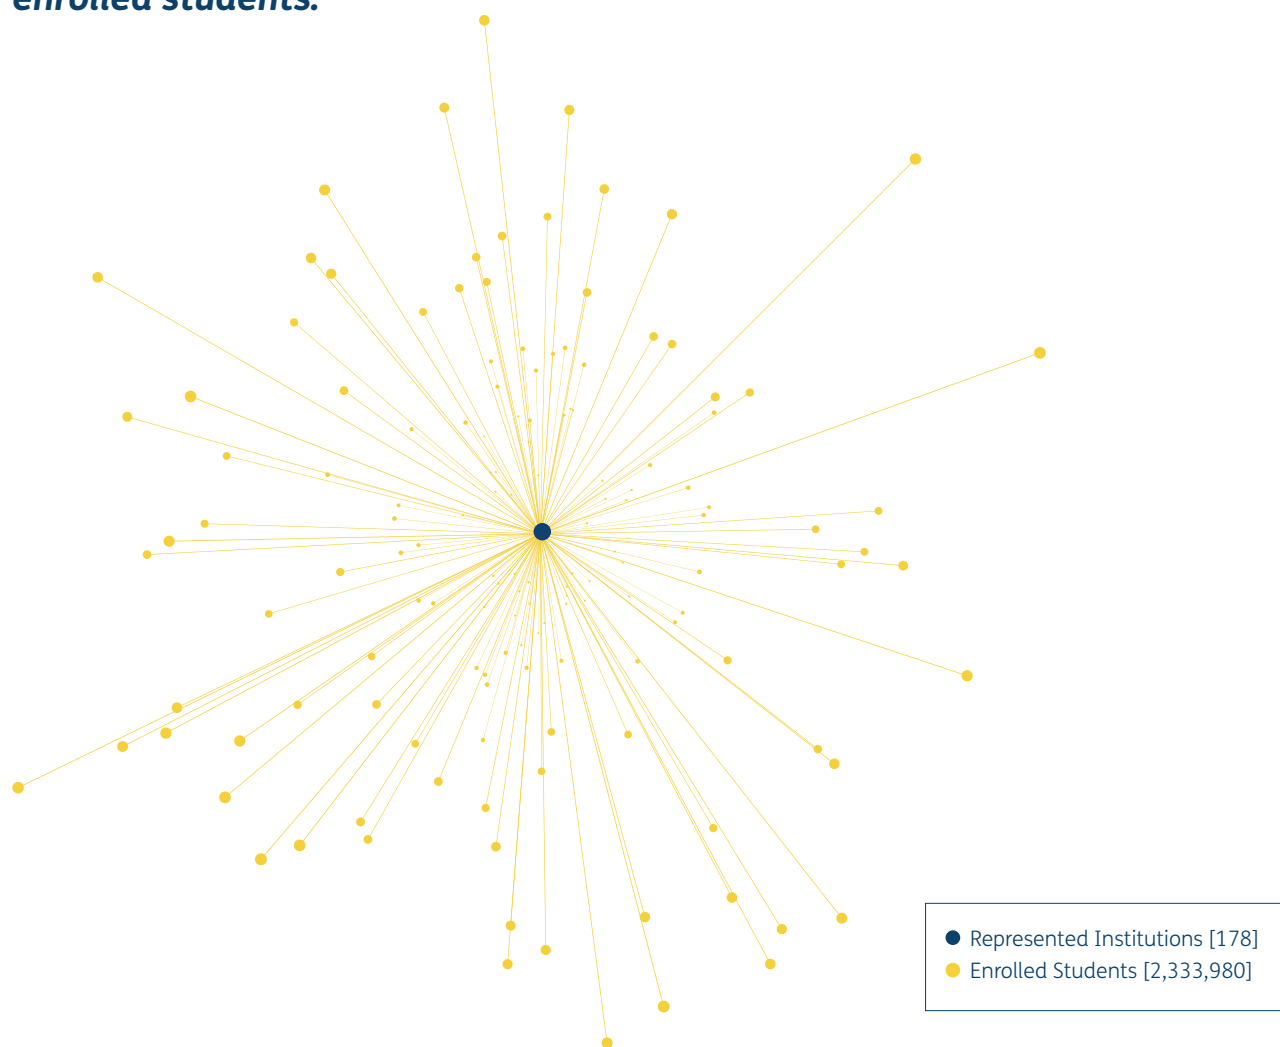 enrolled students.
Represented Institutions [178]
Enrolled Students [2,333,980]